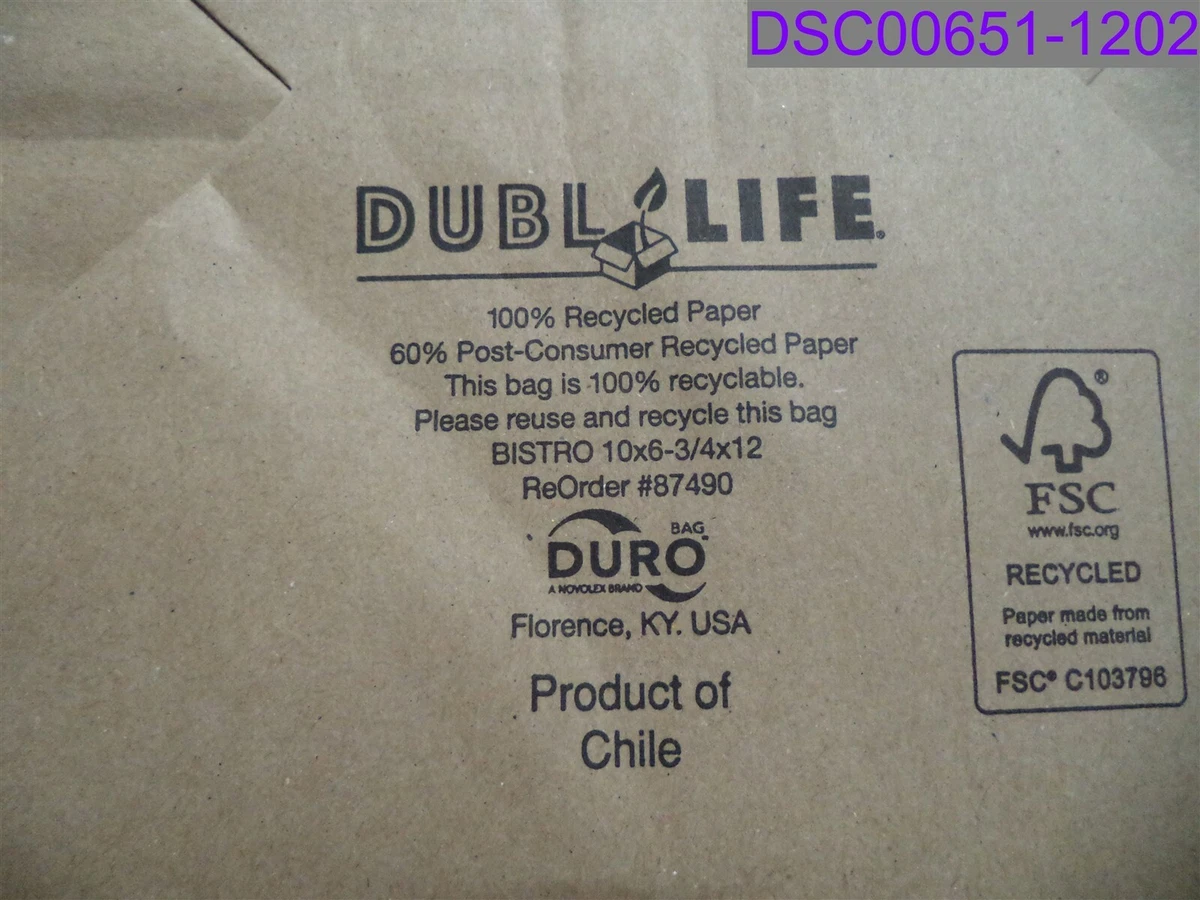 DSC00651-1202
DUBL LIFE®
100% Recycled Paper
60% Post-Consumer Recycled Paper
This bag is 100% recyclable.
Please reuse and recycle this bag
BISTRO 10x6-3/4x12
ReOrder #87490
BAG
DURO™
A NOVOLEX BRAND
Florence, KY. USA
Product of
Chile
®
FSC
www.fsc.org
RECYCLED
Paper made from
recycled material
FSC® C103796